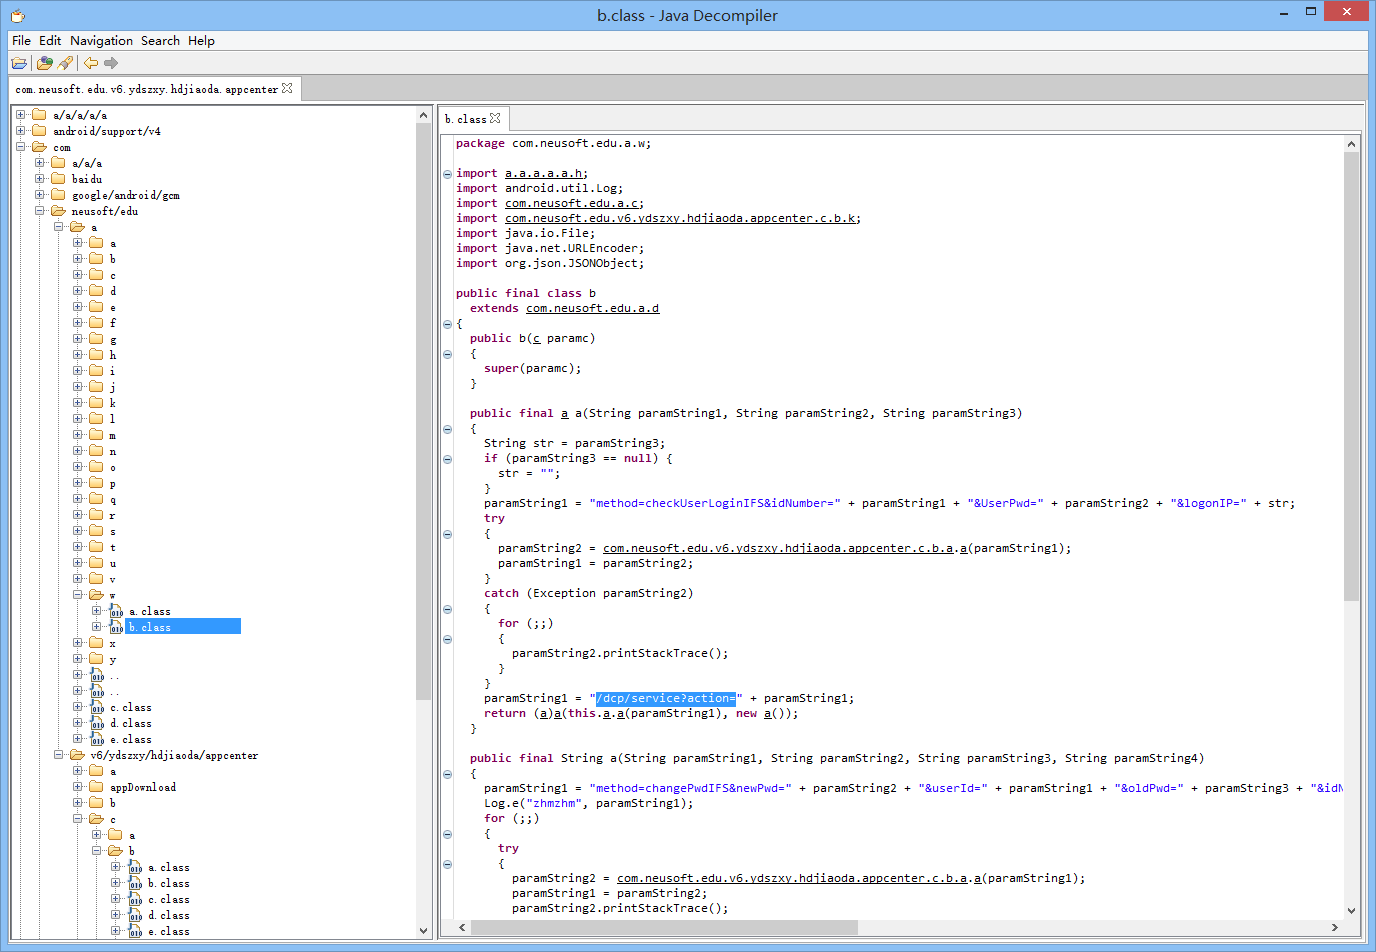 b.class - Java Decompiler
File Edit Navigation Search Help
com.neusoft.edu.v6.ydszxy.hdjiaoda.appcenter
a/a/a/a/a
android/support/v4
com
a/a/a
baidu
google/android/gcm
neusoft/edu
a
a
b
c
d
e
f
g
h
i
j
k
l
m
n
o
p
q
r
s
t
u
v
w
a.class
b.class
x
y
..
..
c.class
d.class
e.class
v6/ydszxy/hdjiaoda/appcenter
a
appDownload
b
c
a
b
a.class
b.class
c.class
d.class
e.class
b.class
package com.neusoft.edu.a.w;
import a.a.a.a.a.h;
import android.util.Log;
import com.neusoft.edu.a.c;
import com.neusoft.edu.v6.ydszxy.hdjiaoda.appcenter.c.b.k;
import java.io.File;
import java.net.URLEncoder;
import org.json.JSONObject;
public final class b
extends com.neusoft.edu.a.d
{
public b(c paramc)
{
super(paramc);
}
public final a a(String paramString1, String paramString2, String paramString3)
{
String str = paramString3;
if (paramString3 == null) {
str = "";
}
paramString1 = "method=checkUserLoginIFS&idNumber=" + paramString1 + "&UserPwd=" + paramString2 + "&logonIP=" + str;
try
{
paramString2 = com.neusoft.edu.v6.ydszxy.hdjiaoda.appcenter.c.b.a.a(paramString1);
paramString1 = paramString2;
}
catch (Exception paramString2)
{
for (;;)
{
paramString2.printStackTrace();
}
}
paramString1 = "/dcp/service?action=" + paramString1;
return (a)a(this.a.a(paramString1), new a());
}
public final String a(String paramString1, String paramString2, String paramString3, String paramString4)
{
paramString1 = "method=changePwdIFS&newPwd=" + paramString2 + "&userId=" + paramString1 + "&oldPwd=" + paramString3 + "&idN
Log.e("zhmzhm", paramString1);
for (;;)
{
try
{
paramString2 = com.neusoft.edu.v6.ydszxy.hdjiaoda.appcenter.c.b.a.a(paramString1);
paramString1 = paramString2;
paramString2.printStackTrace();